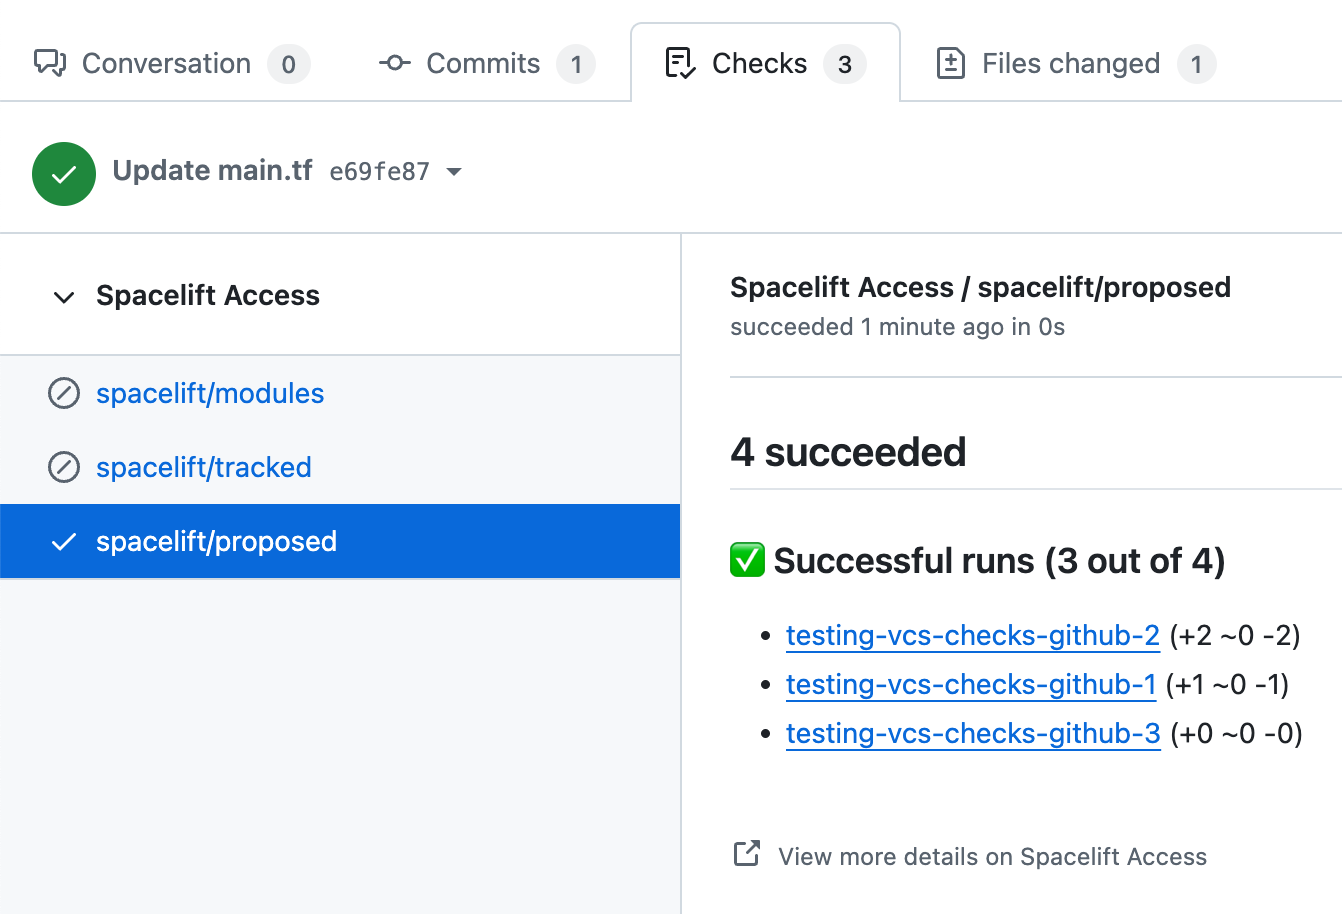 Conversation 0 Commits 1 Checks 3 Files changed 1
Update main.tf e69fe87
Spacelift Access
spacelift/modules
spacelift/tracked
spacelift/proposed
Spacelift Access / spacelift/proposed
succeeded 1 minute ago in 0s
4 succeeded
✅ Successful runs (3 out of 4)
• testing-vcs-checks-github-2 (+2 ~0 -2)
• testing-vcs-checks-github-1 (+1 ~0 -1)
• testing-vcs-checks-github-3 (+0 ~0 -0)
View more details on Spacelift Access